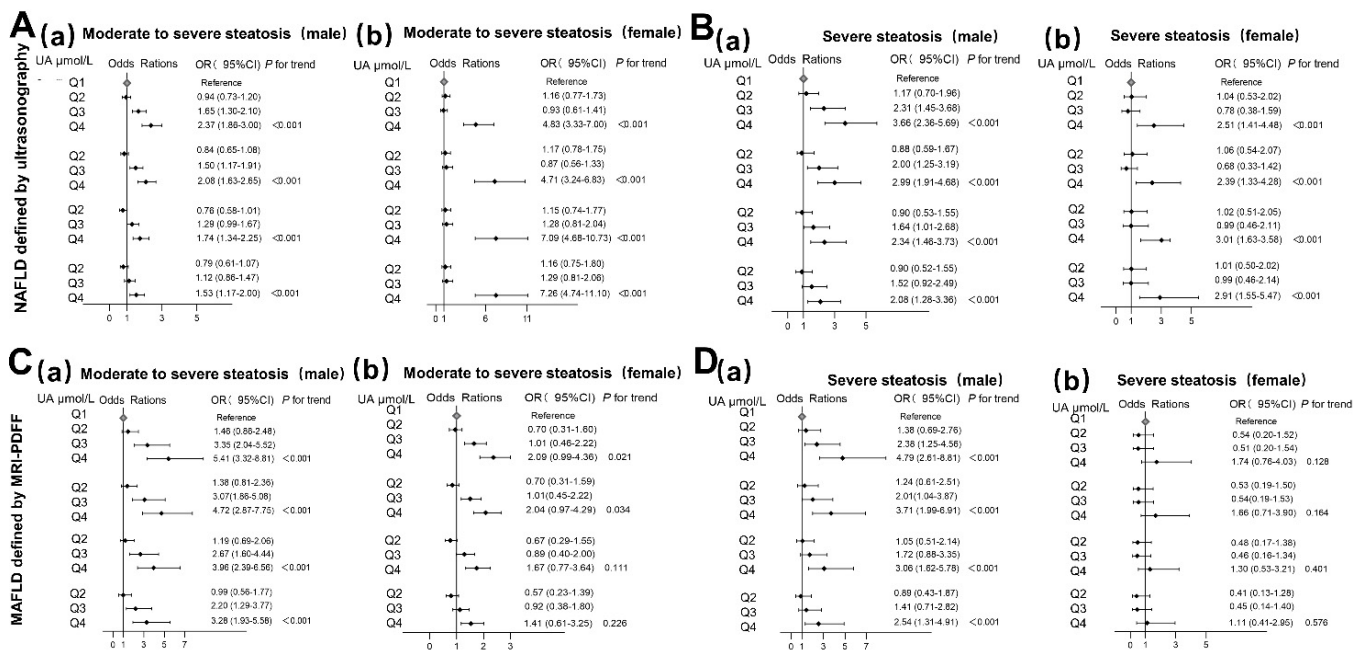 A
(a) Moderate to severe steatosis (male)
UA μmol/L
Odds Rations OR( 95%CI) P for trend
Q1 Reference
Q2 0.94 (0.73-1.20)
Q3 1.65 (1.30-2.10)
Q4 2.37 (1.86-3.00) <0.001
Q2 0.84 (0.65-1.08)
Q3 1.50 (1.17-1.91)
Q4 2.08 (1.63-2.65) <0.001
Q2 0.76 (0.58-1.01)
Q3 1.29 (0.99-1.67)
Q4 1.74 (1.34-2.25) <0.001
Q2 0.79 (0.61-1.07)
Q3 1.12 (0.86-1.47)
Q4 1.53 (1.17-2.00) <0.001
0 1 3 5
(b) Moderate to severe steatosis (female)
UA μmol/L
Odds Rations OR( 95%CI) P for trend
Q1 Reference
Q2 1.16 (0.77-1.73)
Q3 0.93 (0.61-1.41)
Q4 4.83 (3.33-7.00) <0.001
Q2 1.17 (0.78-1.75)
Q3 0.87 (0.56-1.33)
Q4 4.71 (3.24-6.83) <0.001
Q2 1.15 (0.74-1.77)
Q3 1.28 (0.81-2.04)
Q4 7.09 (4.68-10.73) <0.001
Q2 1.16 (0.75-1.80)
Q3 1.29 (0.81-2.06)
Q4 7.26 (4.74-11.10) <0.001
0 1 6 11
B
(a) Severe steatosis (male)
UA μmol/L
Odds Rations OR( 95%CI) P for trend
Q1 Reference
Q2 1.17 (0.70-1.96)
Q3 2.31 (1.45-3.68)
Q4 3.66 (2.36-5.69) <0.001
Q2 0.88 (0.59-1.67)
Q3 2.00 (1.25-3.19)
Q4 2.99 (1.91-4.68) <0.001
Q2 0.90 (0.53-1.55)
Q3 1.64 (1.01-2.68)
Q4 2.34 (1.46-3.73) <0.001
Q2 0.90 (0.52-1.55)
Q3 1.52 (0.92-2.49)
Q4 2.08 (1.28-3.36) <0.001
0 1 3 5
(b) Severe steatosis (female)
UA μmol/L
Odds Rations OR( 95%CI) P for trend
Q1 Reference
Q2 1.04 (0.53-2.02)
Q3 0.78 (0.38-1.59)
Q4 2.51 (1.41-4.48) <0.001
Q2 1.06 (0.54-2.07)
Q3 0.68 (0.33-1.42)
Q4 2.39 (1.33-4.28) <0.001
Q2 1.02 (0.51-2.05)
Q3 0.99 (0.46-2.11)
Q4 3.01 (1.63-3.58) <0.001
Q2 1.01 (0.50-2.02)
Q3 0.99 (0.46-2.14)
Q4 2.91 (1.55-5.47) <0.001
0 1 3 5
NAFLD defined by ultrasonography
C
(a) Moderate to severe steatosis (male)
UA μmol/L
Odds Rations OR( 95%CI) P for trend
Q1 Reference
Q2 1.46 (0.86-2.48)
Q3 3.35 (2.04-5.52)
Q4 5.41 (3.32-8.81) <0.001
Q2 1.38 (0.81-2.36)
Q3 3.07(1.86-5.08)
Q4 4.72 (2.87-7.75) <0.001
Q2 1.19 (0.69-2.06)
Q3 2.67 (1.60-4.44)
Q4 3.96 (2.39-6.56) <0.001
Q2 0.99 (0.56-1.77)
Q3 2.20 (1.29-3.77)
Q4 3.28 (1.93-5.58) <0.001
0 1 3 5 7
(b) Moderate to severe steatosis (female)
UA μmol/L
Odds Rations OR( 95%CI) P for trend
Q1 Reference
Q2 0.70 (0.31-1.60)
Q3 1.01 (0.46-2.22)
Q4 2.09 (0.99-4.36) 0.021
Q2 0.70 (0.31-1.59)
Q3 1.01(0.45-2.22)
Q4 2.04 (0.97-4.29) 0.034
Q2 0.67 (0.29-1.55)
Q3 0.89 (0.40-2.00)
Q4 1.67 (0.77-3.64) 0.111
Q2 0.57 (0.23-1.39)
Q3 0.92 (0.38-1.80)
Q4 1.41 (0.61-3.25) 0.226
0 1 2 3
D
(a) Severe steatosis (male)
UA μmol/L
Odds Rations OR( 95%CI) P for trend
Q1 Reference
Q2 1.38 (0.69-2.76)
Q3 2.38 (1.25-4.56)
Q4 4.79 (2.61-8.81) <0.001
Q2 1.24 (0.61-2.51)
Q3 2.01(1.04-3.87)
Q4 3.71 (1.99-6.91) <0.001
Q2 1.05 (0.51-2.14)
Q3 1.72 (0.88-3.35)
Q4 3.06 (1.62-5.78) <0.001
Q2 0.89 (0.43-1.87)
Q3 1.41 (0.71-2.82)
Q4 2.54 (1.31-4.91) <0.001
0 1 3 5 7
(b) Severe steatosis (female)
UA μmol/L
Odds Rations OR( 95%CI) P for trend
Q1 Reference
Q2 0.54 (0.20-1.52)
Q3 0.51 (0.20-1.54)
Q4 1.74 (0.76-4.03) 0.128
Q2 0.53 (0.19-1.50)
Q3 0.54(0.19-1.53)
Q4 1.66 (0.71-3.90) 0.164
Q2 0.48 (0.17-1.38)
Q3 0.46 (0.16-1.34)
Q4 1.30 (0.53-3.21) 0.401
Q2 0.41 (0.13-1.28)
Q3 0.45 (0.14-1.40)
Q4 1.11 (0.41-2.95) 0.576
0 1 3 5
MAFLD defined by MRI-PDFF